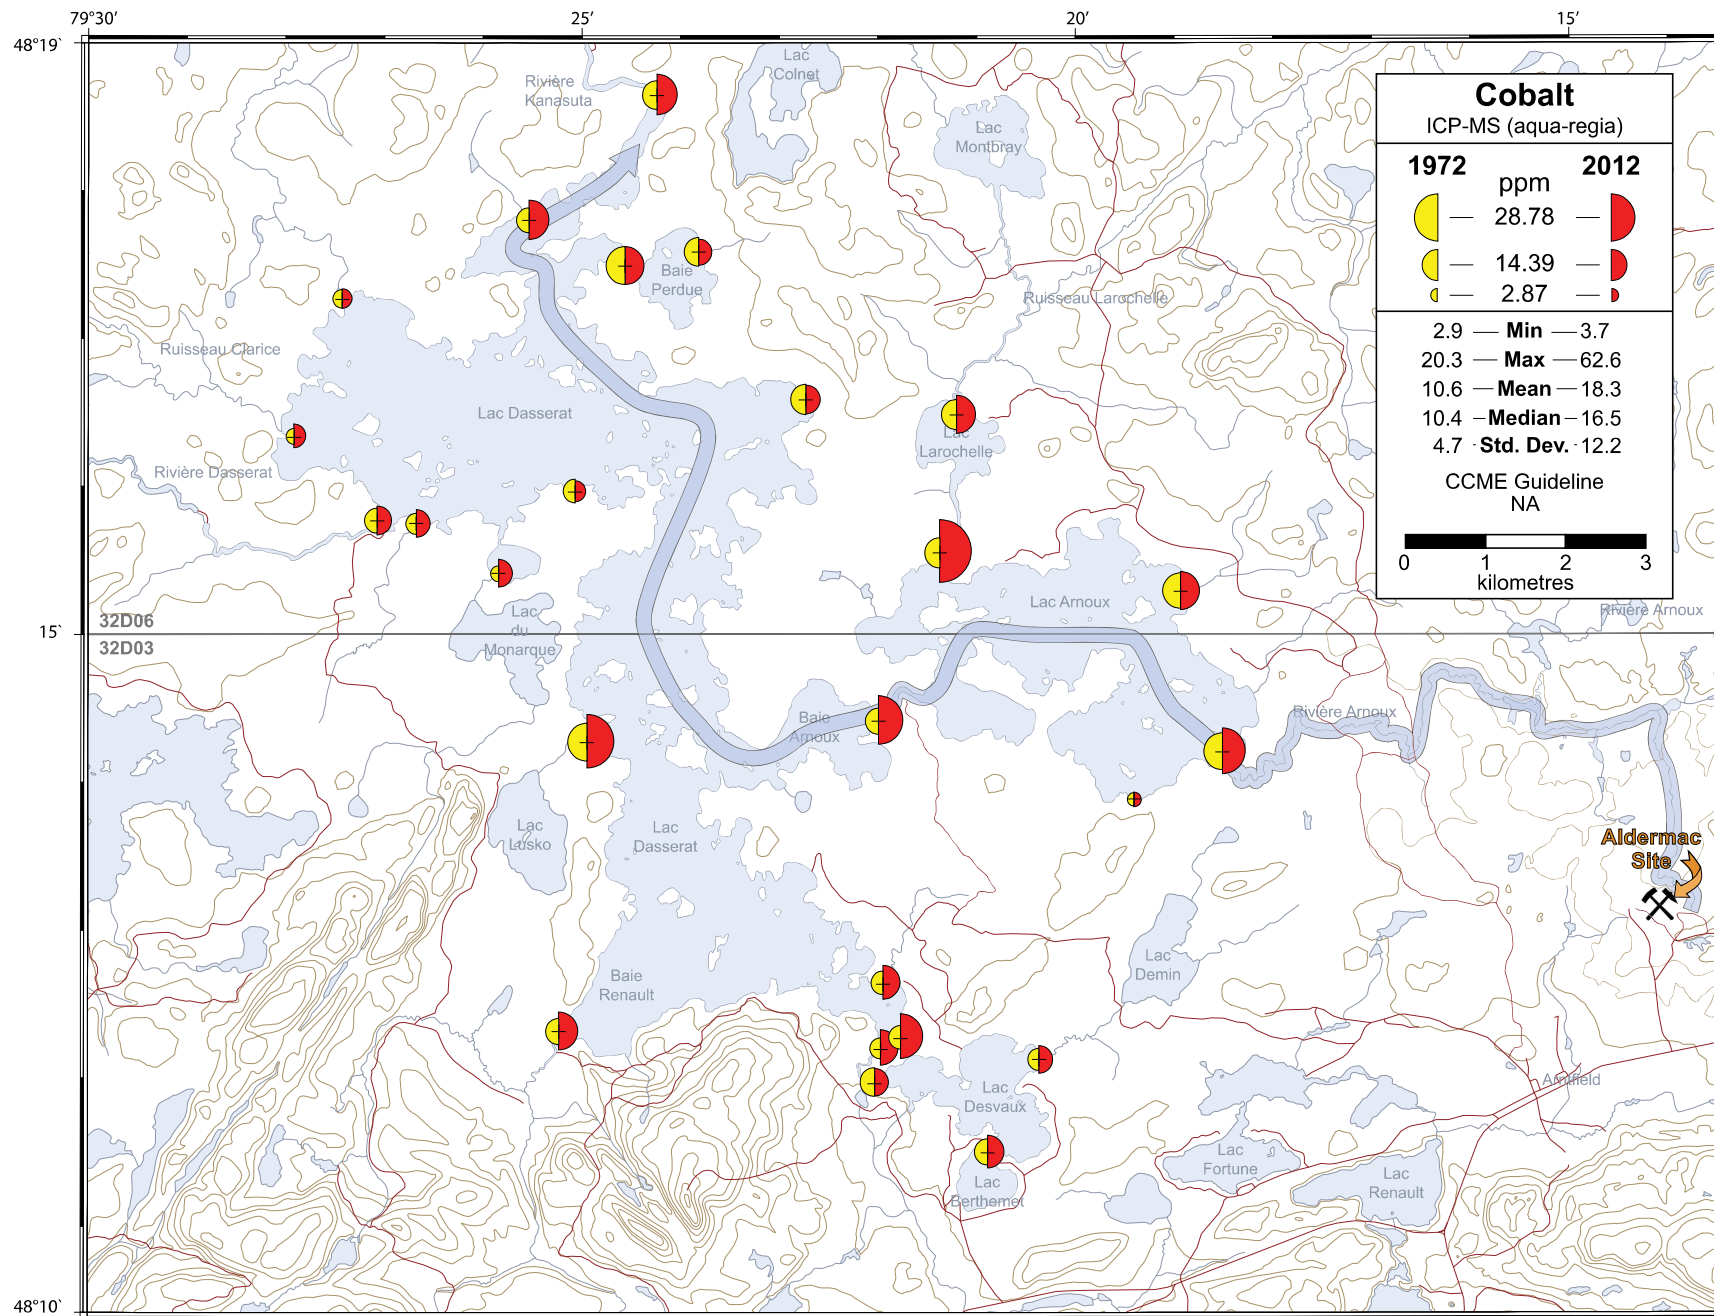 79°30′
25′
20′
15′
48°19`
Lac
Colnet
Rivière
Kanasuta
Lac
Montbray
Cobalt
ICP-MS (aqua-regia)
1972
2012
ppm
28.78
14.39
2.87
2.9 — Min — 3.7
20.3 — Max — 62.6
10.6 — Mean — 18.3
10.4 – Median – 16.5
4.7 - Std. Dev. - 12.2
CCME Guideline
NA
0 1 2 3
kilometres
Baie
Perdue
Ruisseau Larochelle
Ruisseau Clarice
Lac Dasserat
Lac
Larochelle
Rivière Dasserat
Lac Arnoux
Rivière Arnoux
32D06
15`
32D03
Lac
du
Monarque
Baie
Arnoux
Rivière Arnoux
Lac
Lusko
Lac
Dasserat
Aldermac
Site
Lac
Demin
Baie
Renault
Lac
Desvaux
Arntfield
Lac
Fortune
Lac
Renault
Lac
Berthemet
48°10`